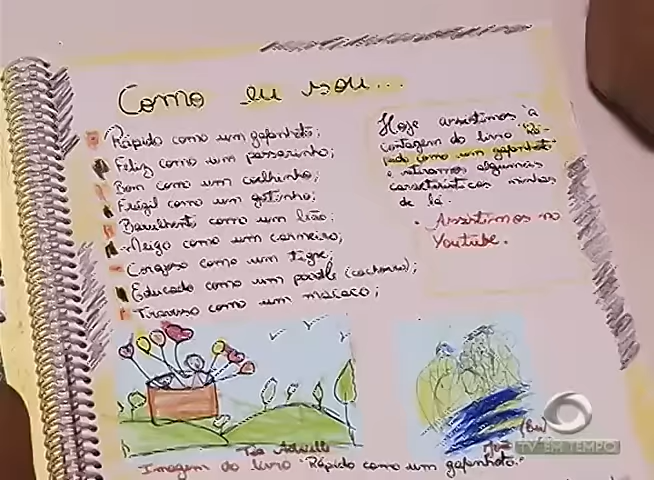 Como eu sou...
Rápido como um gafanhoto;
Feliz como um passarinho;
Bom como um coelhinho;
Frágil como um gatinho;
Barulhento como um leão;
Meigo como um carneiro;
Corajoso como um tigre;
Educado como um poodle (cachorro);
Travesso como um macaco;
Hoje assistimos à
contagem do livro "Rá-
pido como um gafanhoto"
e retiramos algumas
características minhas
de lá.
. Assistimos no
Youtube.
Imagem do livro "Rápido como um gafanhoto."
TV EM TEMPO